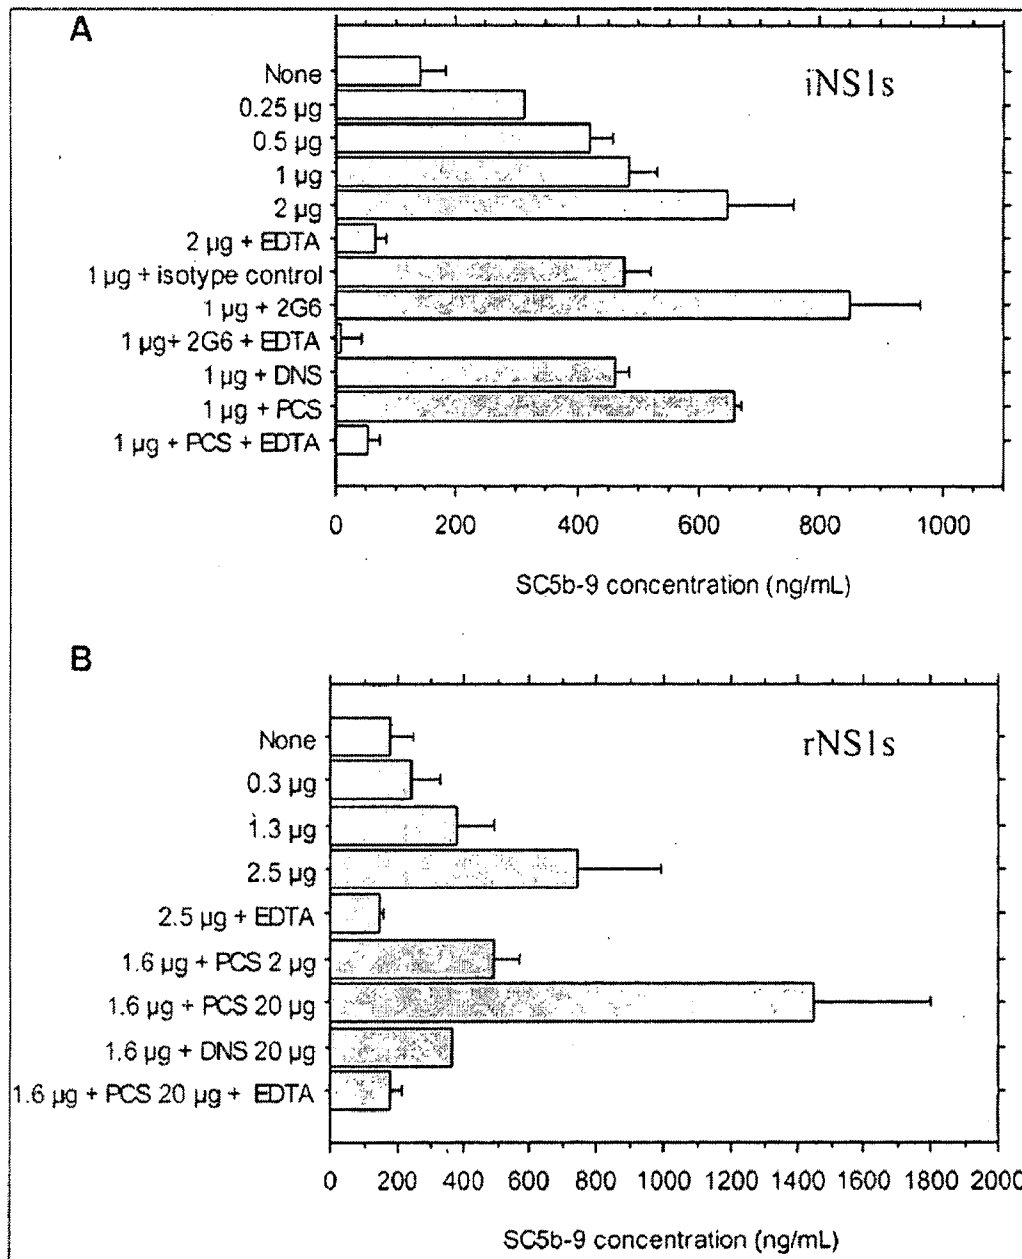 A
iNS1s
None
0.25 µg
0.5 µg
1 µg
2 µg
2 µg + EDTA
1 µg + isotype control
1 µg + 2G6
1 µg+ 2G6 + EDTA
1 µg + DNS
1 µg + PCS
1 µg + PCS + EDTA
0 200 400 600 800 1000
SC5b-9 concentration (ng/mL)
B
rNS1s
None
0.3 µg
1.3 µg
2.5 µg
2.5 µg + EDTA
1.6 µg + PCS 2 µg
1.6 µg + PCS 20 µg
1.6 µg + DNS 20 µg
1.6 µg + PCS 20 µg + EDTA
0 200 400 600 800 1000 1200 1400 1600 1800 2000
SC5b-9 concentration (ng/mL)